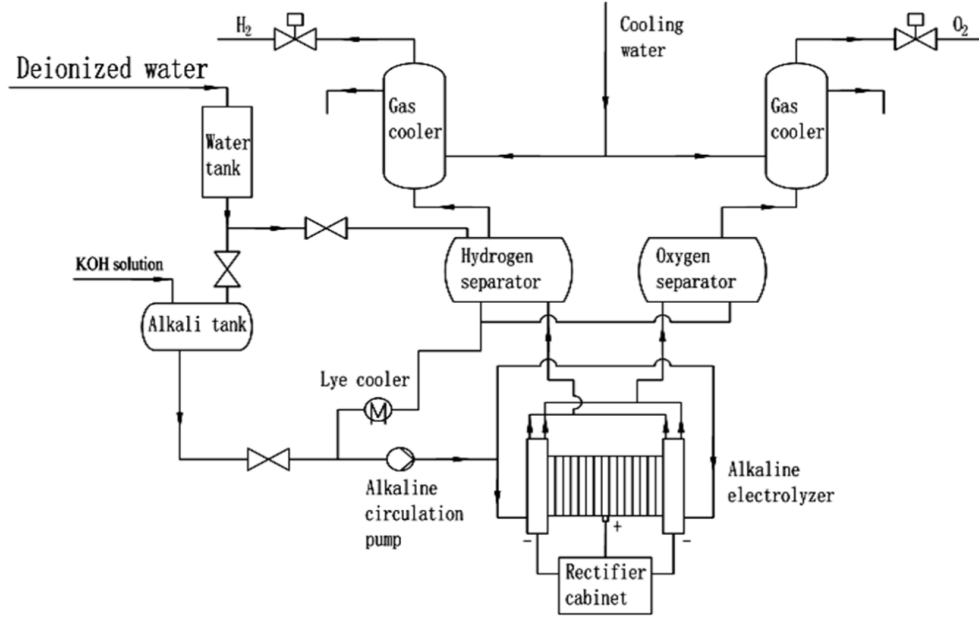 H₂
Cooling
water
O₂
Deionized water
Gas
cooler
Gas
cooler
Water
tank
Hydrogen
separator
Oxygen
separator
KOH solution
Alkali tank
Lye cooler
M
Alkaline
circulation
pump
Alkaline
electrolyzer
+
−
−
Rectifier
cabinet